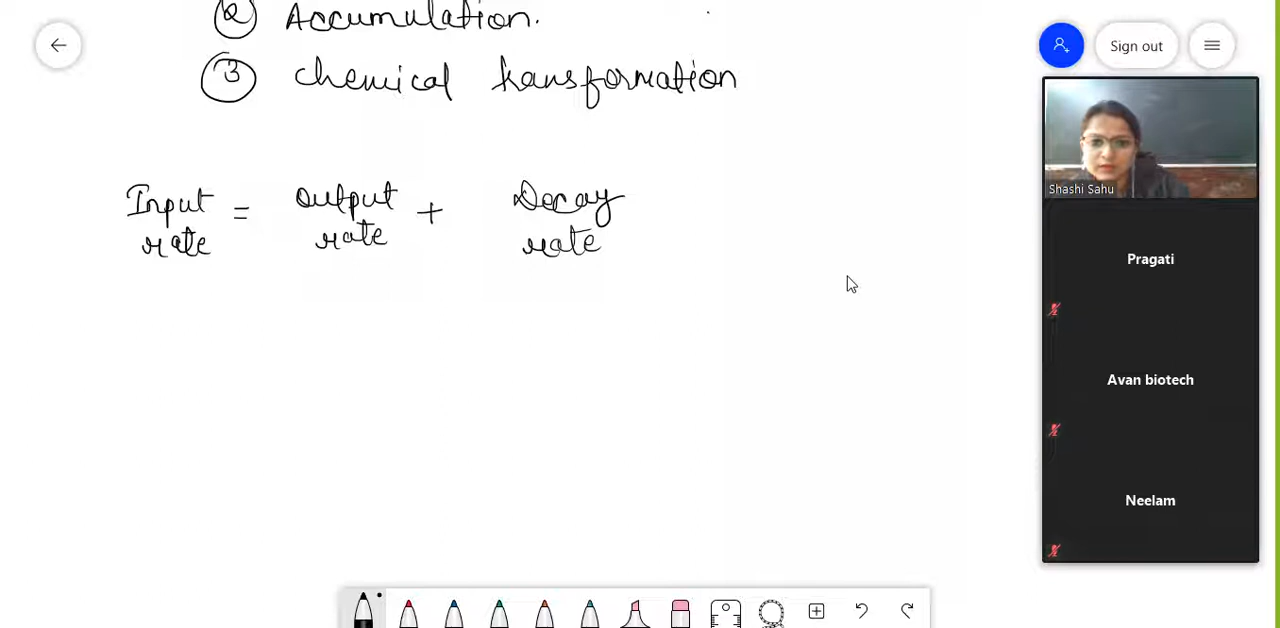 ② Accumulation.
③ Chemical transformation
Input rate = Output rate + Decay rate
Sign out
Shashi Sahu
Pragati
Avan biotech
Neelam